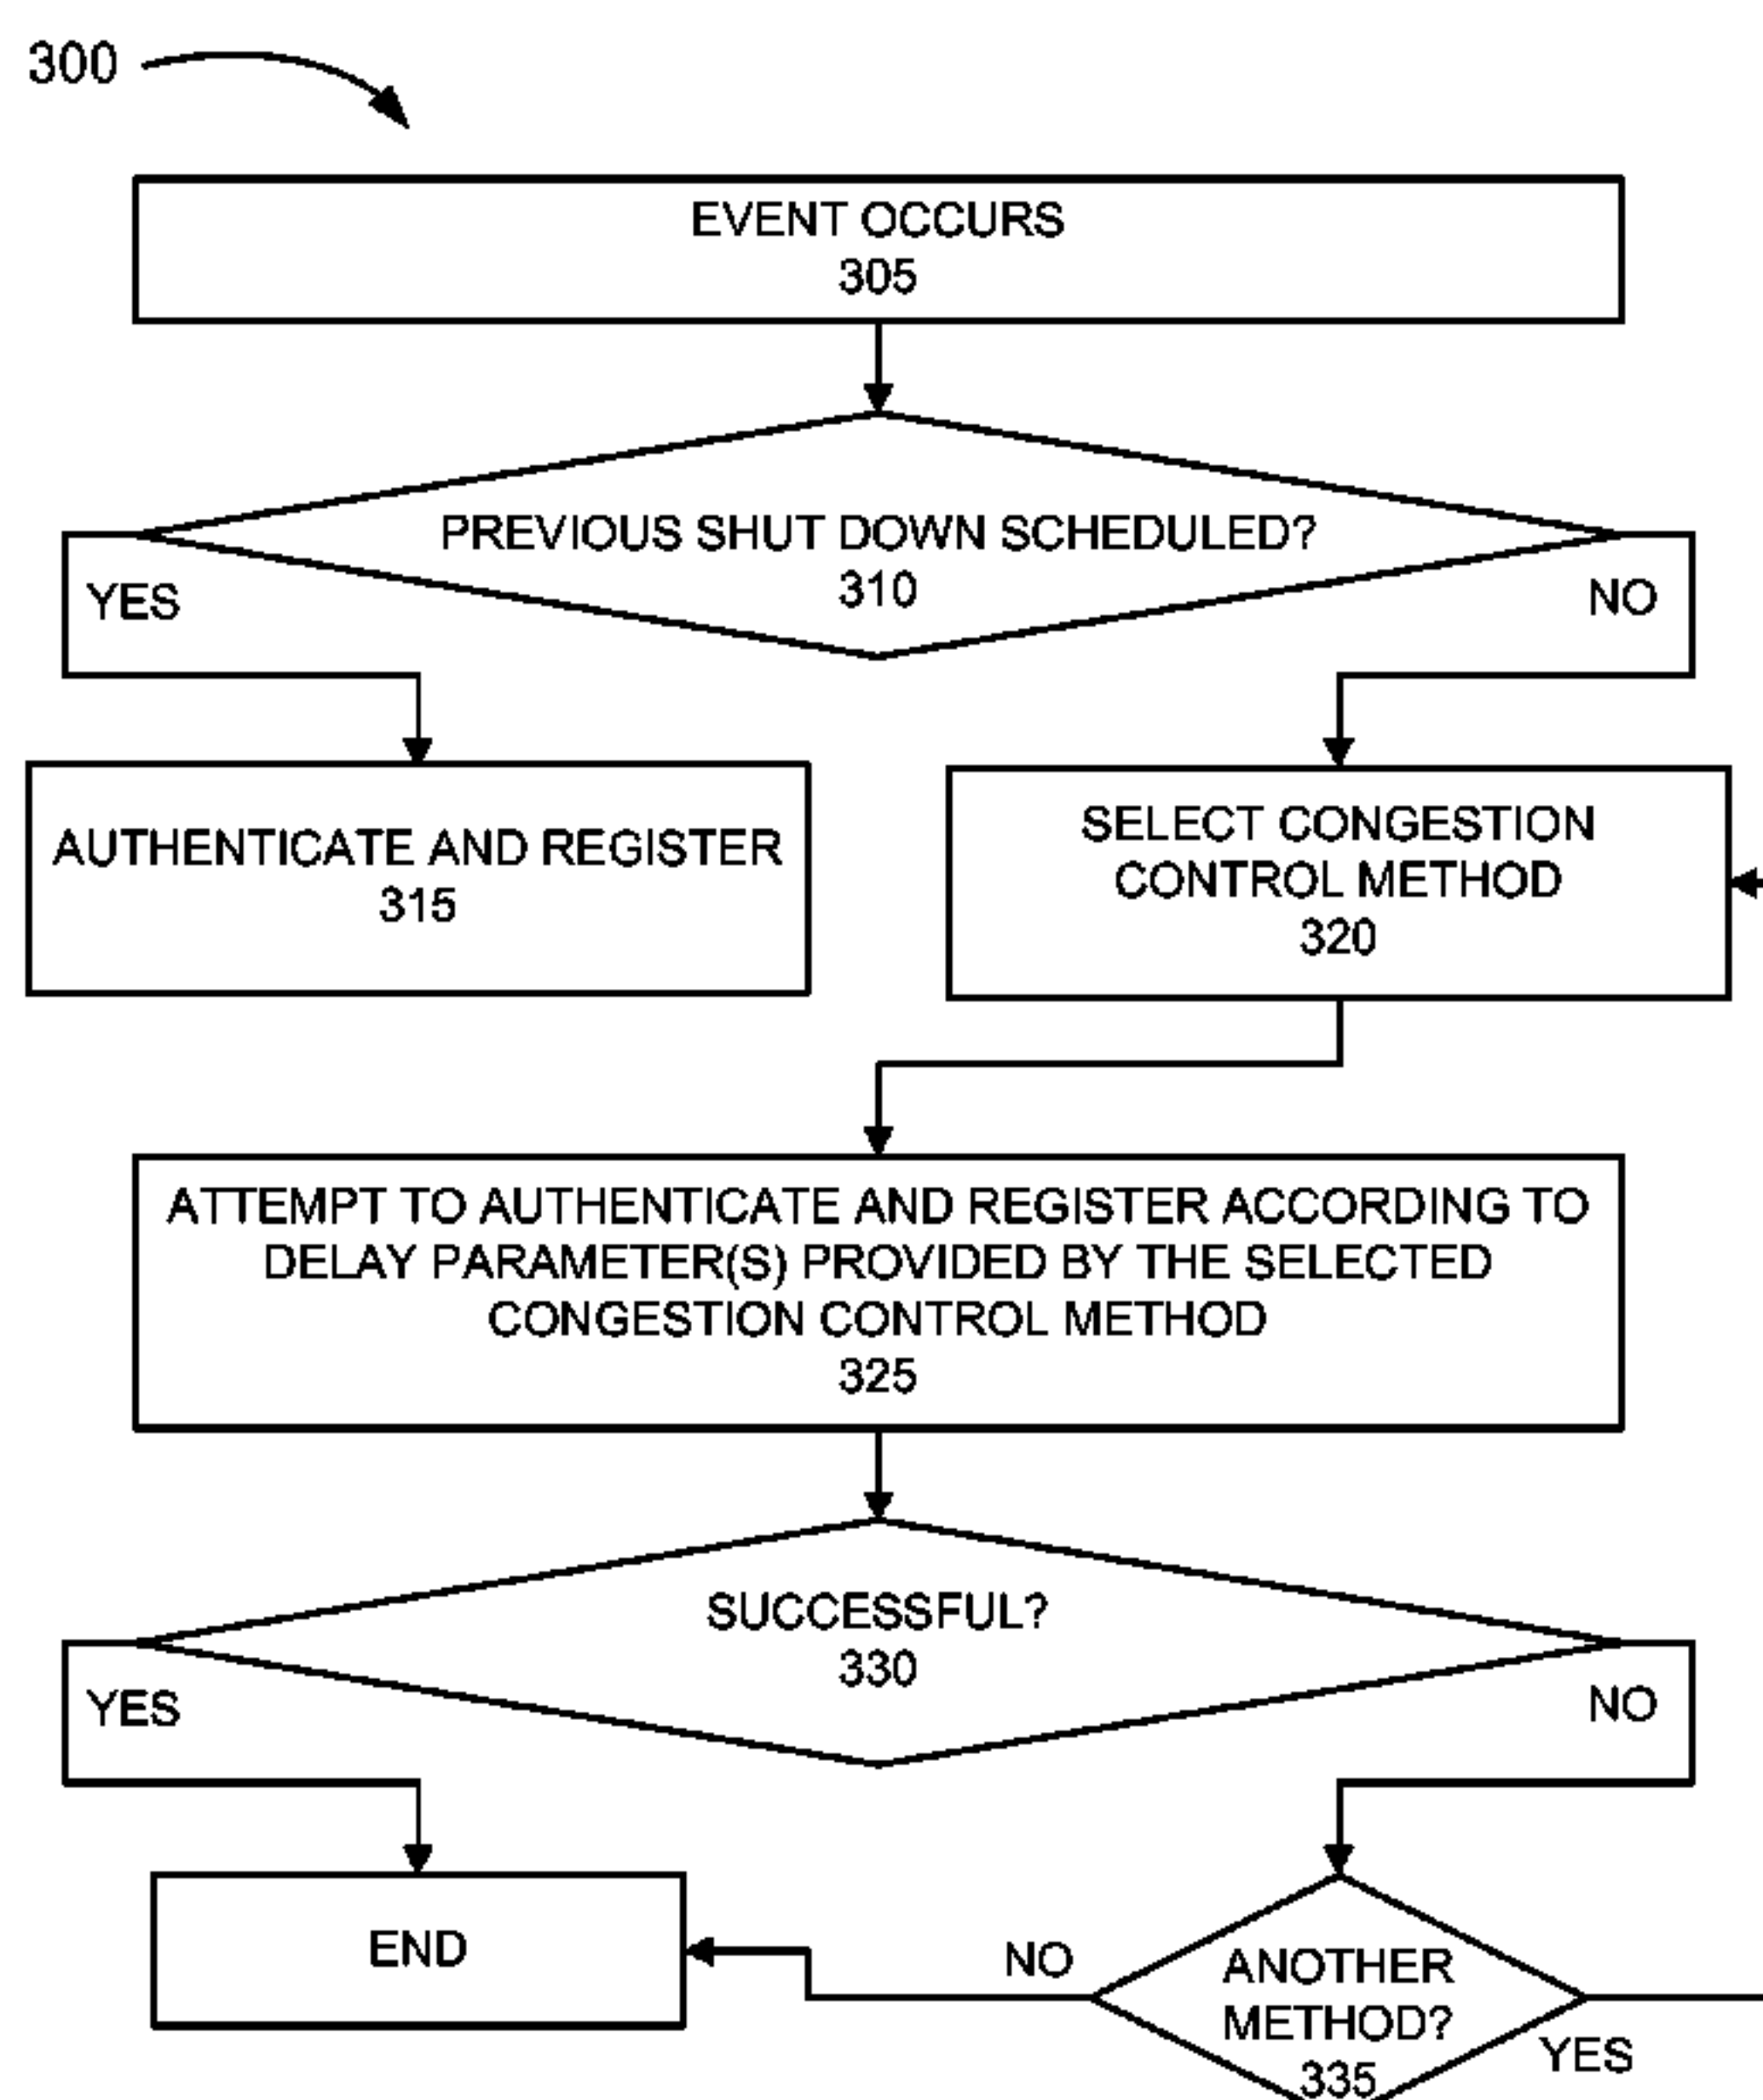 300
EVENT OCCURS
305
PREVIOUS SHUT DOWN SCHEDULED?
310
YES
NO
AUTHENTICATE AND REGISTER
315
SELECT CONGESTION
CONTROL METHOD
320
ATTEMPT TO AUTHENTICATE AND REGISTER ACCORDING TO
DELAY PARAMETER(S) PROVIDED BY THE SELECTED
CONGESTION CONTROL METHOD
325
SUCCESSFUL?
330
YES
NO
END
NO
ANOTHER
METHOD?
335
YES